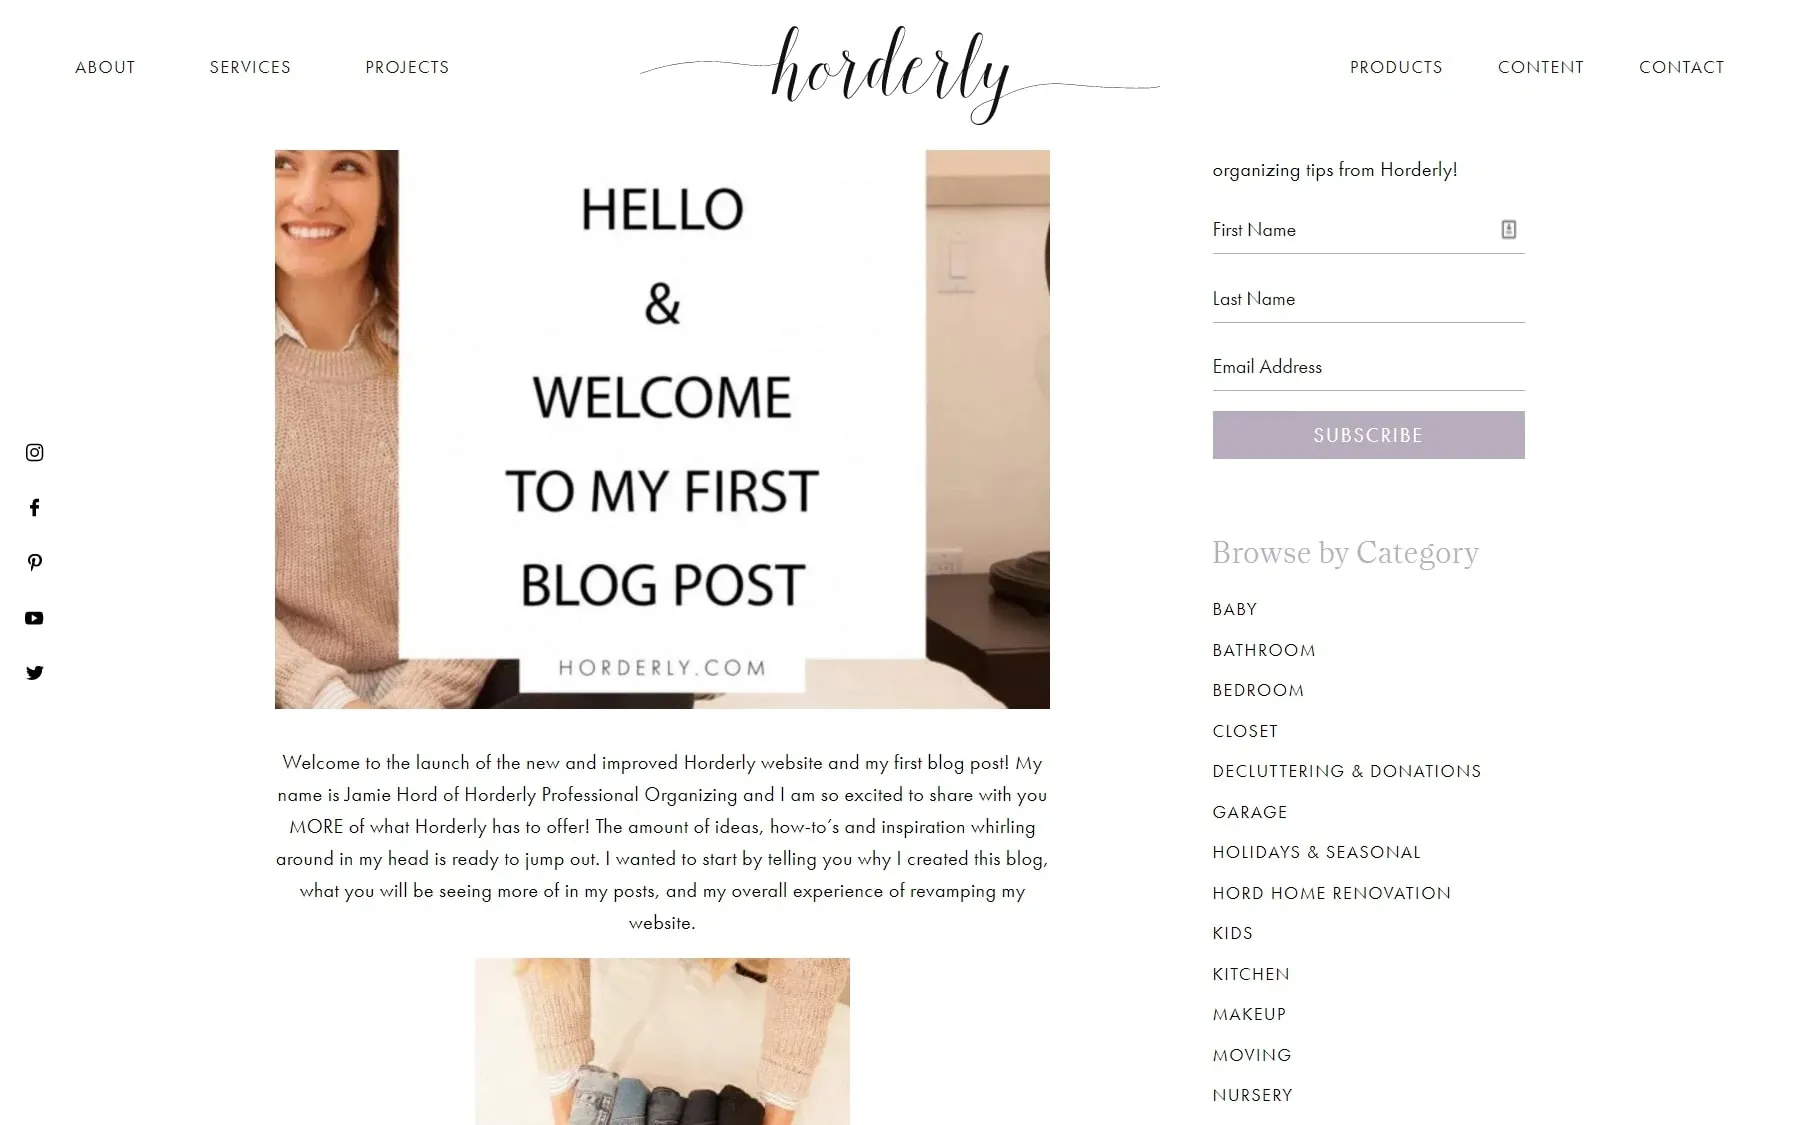 ABOUT
SERVICES
PROJECTS
horderly
PRODUCTS
CONTENT
CONTACT
HELLO
&
WELCOME
TO MY FIRST
BLOG POST
HORDERLY.COM
Welcome to the launch of the new and improved Horderly website and my first blog post! My
name is Jamie Hord of Horderly Professional Organizing and I am so excited to share with you
MORE of what Horderly has to offer! The amount of ideas, how-to’s and inspiration whirling
around in my head is ready to jump out. I wanted to start by telling you why I created this blog,
what you will be seeing more of in my posts, and my overall experience of revamping my
website.
organizing tips from Horderly!
First Name
Last Name
Email Address
SUBSCRIBE
Browse by Category
BABY
BATHROOM
BEDROOM
CLOSET
DECLUTTERING & DONATIONS
GARAGE
HOLIDAYS & SEASONAL
HORD HOME RENOVATION
KIDS
KITCHEN
MAKEUP
MOVING
NURSERY